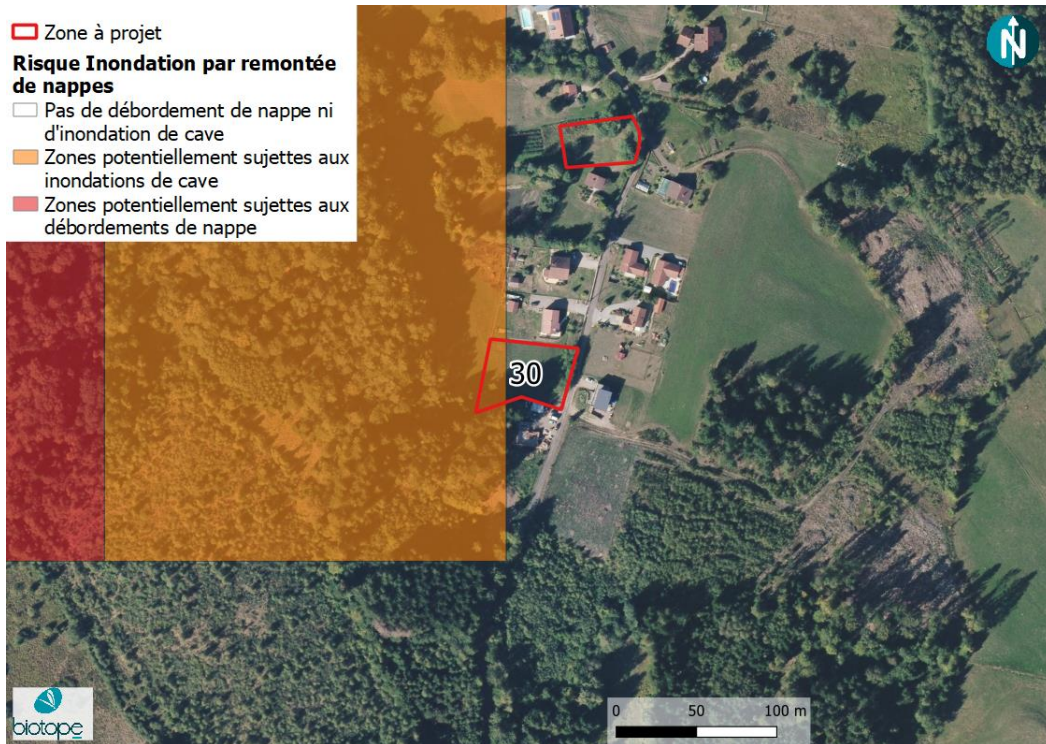 Zone à projet
Risque Inondation par remontée
de nappes
Pas de débordement de nappe ni
d'inondation de cave
Zones potentiellement sujettes aux
inondations de cave
Zones potentiellement sujettes aux
débordements de nappe
N
30
biotope
0 50 100 m